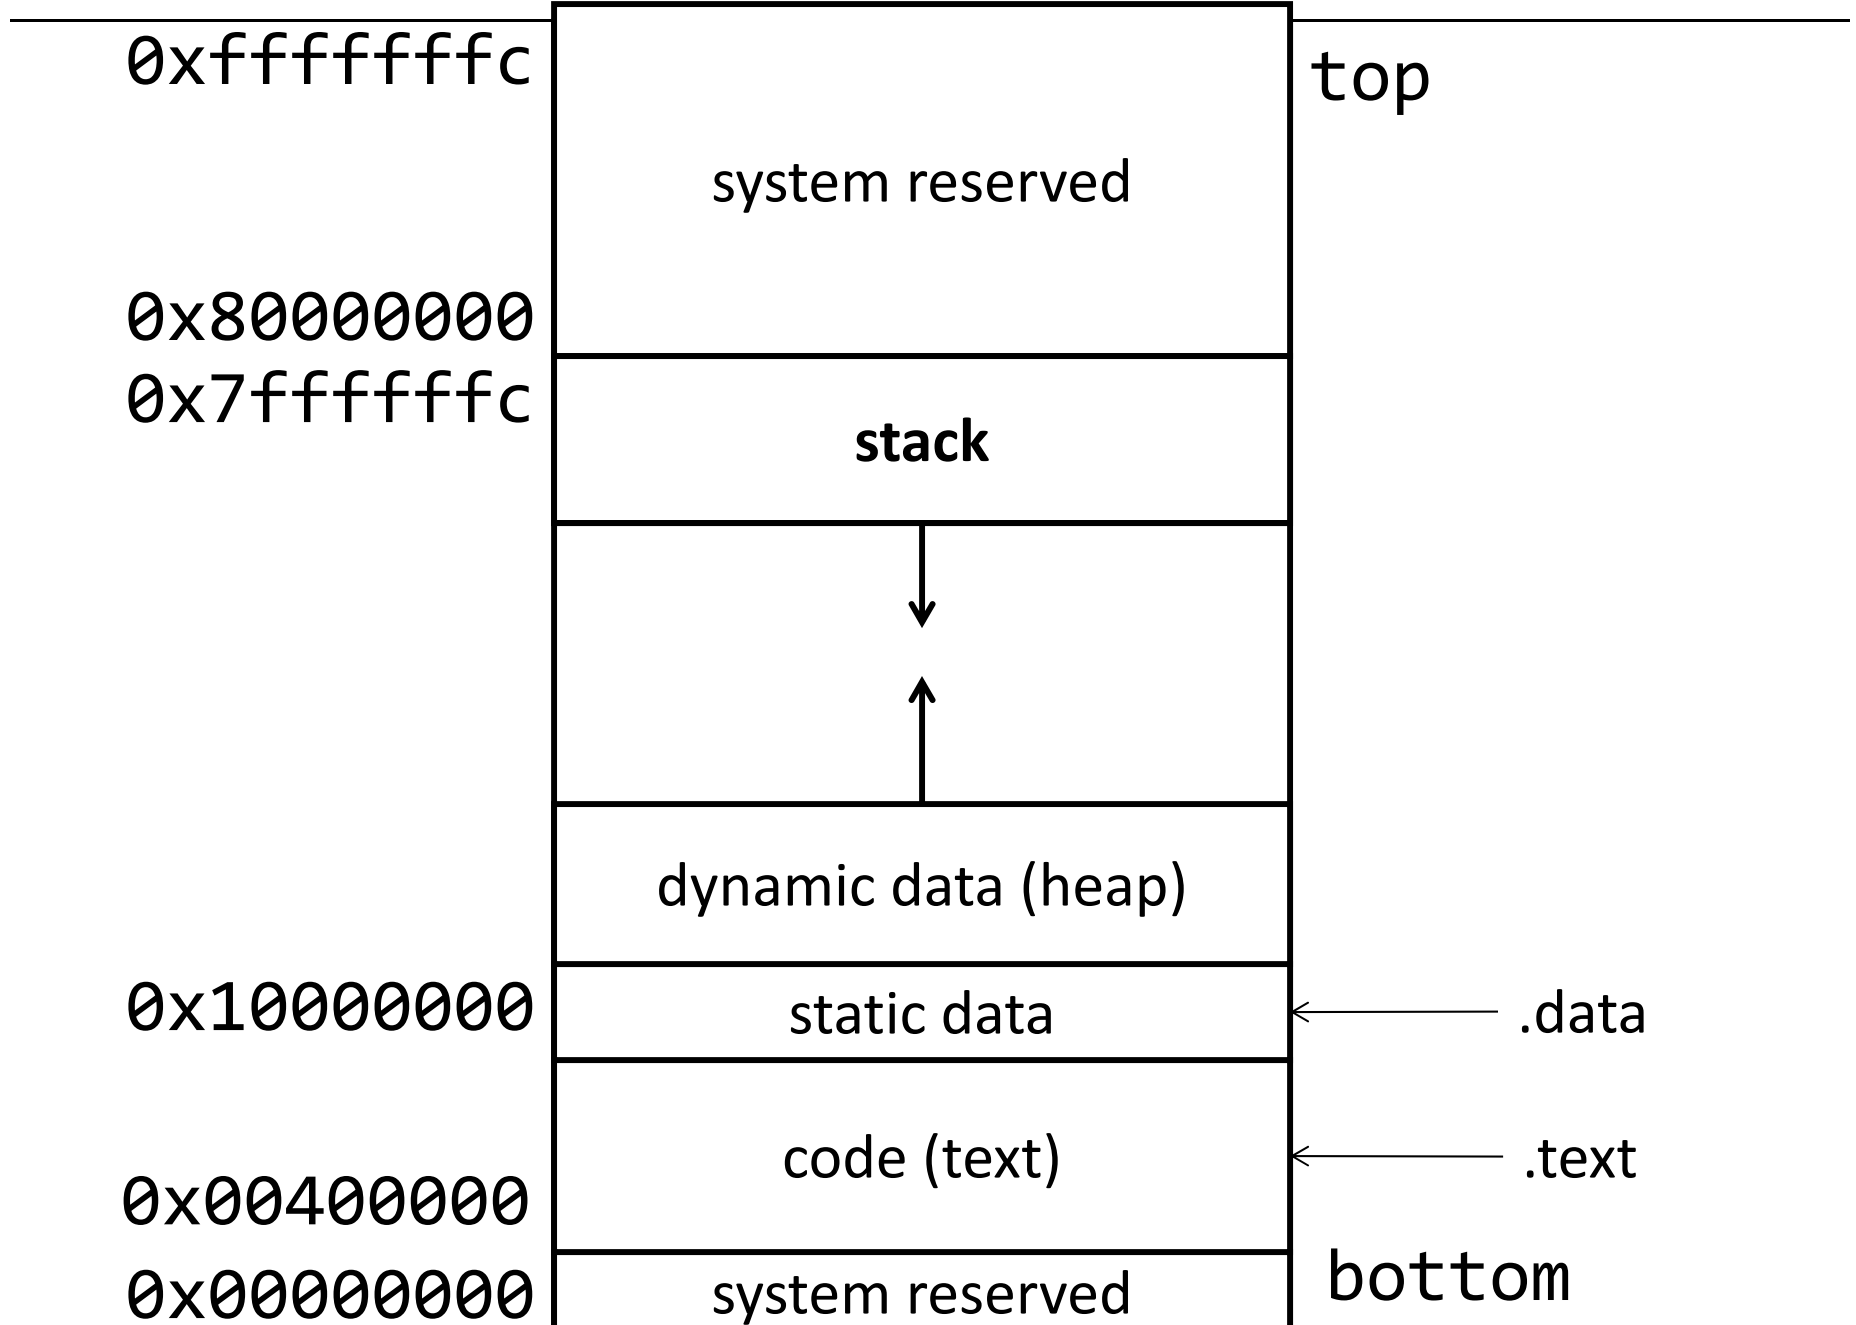 0xfffffffc
top
system reserved
0x80000000
0x7ffffffc
stack
dynamic data (heap)
0x10000000
static data
.data
code (text)
.text
0x00400000
bottom
0x00000000
system reserved